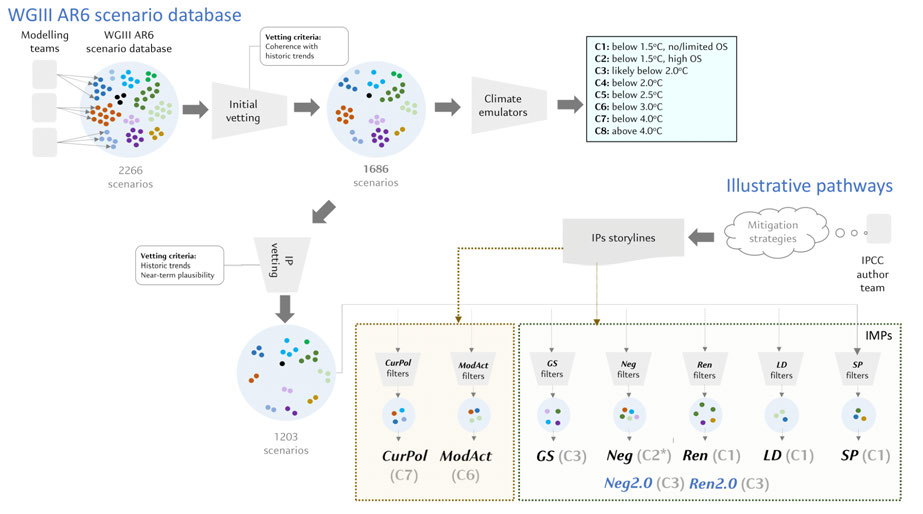 WGIII AR6 scenario database
Modelling
teams
WGIII AR6
scenario database
Vetting criteria:
Coherence with
historic trends
Initial
vetting
Climate
emulators
C1: below 1.5°C, no/limited OS
C2: below 1.5°C, high OS
C3: likely below 2.0°C
C4: below 2.0°C
C5: below 2.5°C
C6: below 3.0°C
C7: below 4.0°C
C8: above 4.0°C
2266
scenarios
1686
scenarios
Illustrative pathways
Mitigation
strategies
IPs storylines
IPCC
author
team
Vetting criteria:
Historic trends
Near-term plausibility
IP
vetting
1203
scenarios
IMPs
CurPol
filters
ModAct
filters
GS
filters
Neg
filters
Ren
filters
LD
filters
SP
filters
CurPol
(C7)
ModAct
(C6)
GS (C3)
Neg (C2*)
Ren (C1)
LD (C1)
SP (C1)
Neg2.0 (C3)
Ren2.0 (C3)